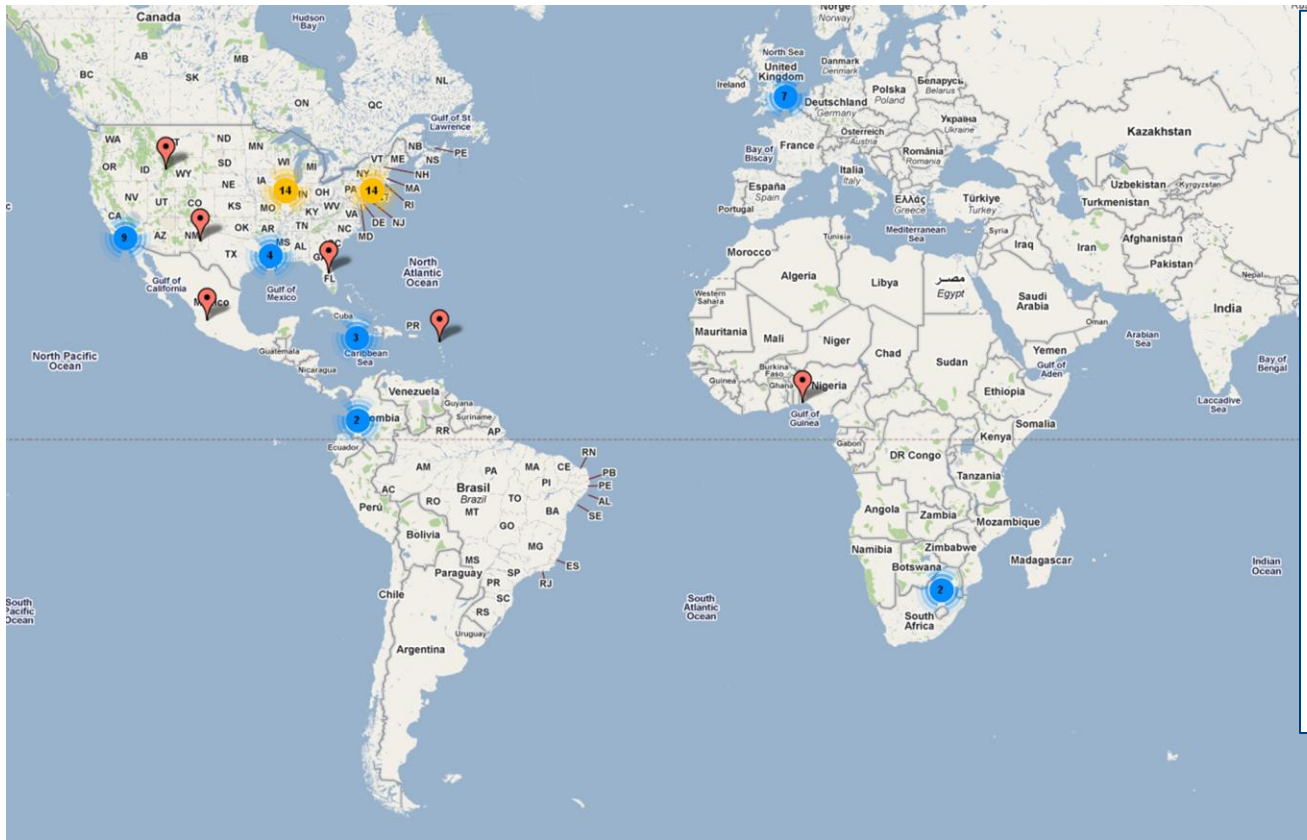 Canada
Hudson
Bay
Norge
Norway
AB
MB
BC
SK
NL
ON
QC
Gulf of St
Lawrence
North Sea
United
Kingdom
Ireland
Danmark
Denmark
Беларусь
Belarus
7
Polska
Poland
Deutschland
Germany
Україна
Ukraine
Kazakhstan
Österreich
Austria
France
Bay of
Biscay
România
Romania
Italia
Italy
España
Spain
Portugal
Ελλάς
Greece
Türkiye
Turkey
Uzbekistan
Kyrgyzstan
Turkmenistan
Mediterranean
Sea
Syria
Iraq
Iran
Afghanistan
Pakistan
Nepal
India
WA
ND
MN
OR
ID
SD
WI
MI
WY
NE
IA
NV
UT
CO
KS
MO
14
IN
OH
KY
WV
VA
PA
NY
14
VT
ME
NB
NS
PE
NH
MA
RI
NJ
DE
MD
NC
TN
CA
9
AZ
NM
OK
AR
MS
AL
TX
4
FL
Gulf of
California
Gulf of
Mexico
North
Atlantic
Ocean
Cuba
PR
3
Caribbean
Sea
Guatemala
Nicaragua
North Pacific
Ocean
Morocco
Tunisia
Algeria
Libya
مصر
Egypt
Western
Sahara
Saudi
Arabia
Oman
Arabian
Sea
Bay of
Bengal
Laccadive
Sea
Mauritania
Mali
Niger
Chad
Sudan
Yemen
Gulf of
Aden
Burkina
Faso
Guinea
Ghana
Nigeria
Gulf of
Guinea
Ethiopia
Somalia
Kenya
Gabon
DR Congo
Tanzania
Angola
Zambia
Mozambique
Namibia
Zimbabwe
Botswana
Madagascar
2
South
Africa
Indian
Ocean
Venezuela
Guyana
Suriname
2
Ecuador
RR
AP
AM
PA
MA
CE
RN
PB
PE
AL
SE
PI
TO
BA
AC
RO
Brasil
Brazil
MT
GO
MG
ES
RJ
Perú
Bolivia
MS
SP
PR
SC
RS
Paraguay
Chile
Uruguay
Argentina
South
Pacific
Ocean
South
Atlantic
Ocean